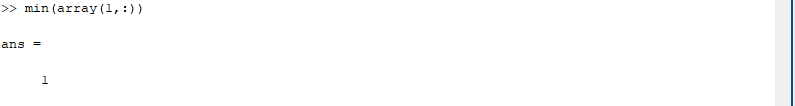 >> min(array(1,:))
ans =
1